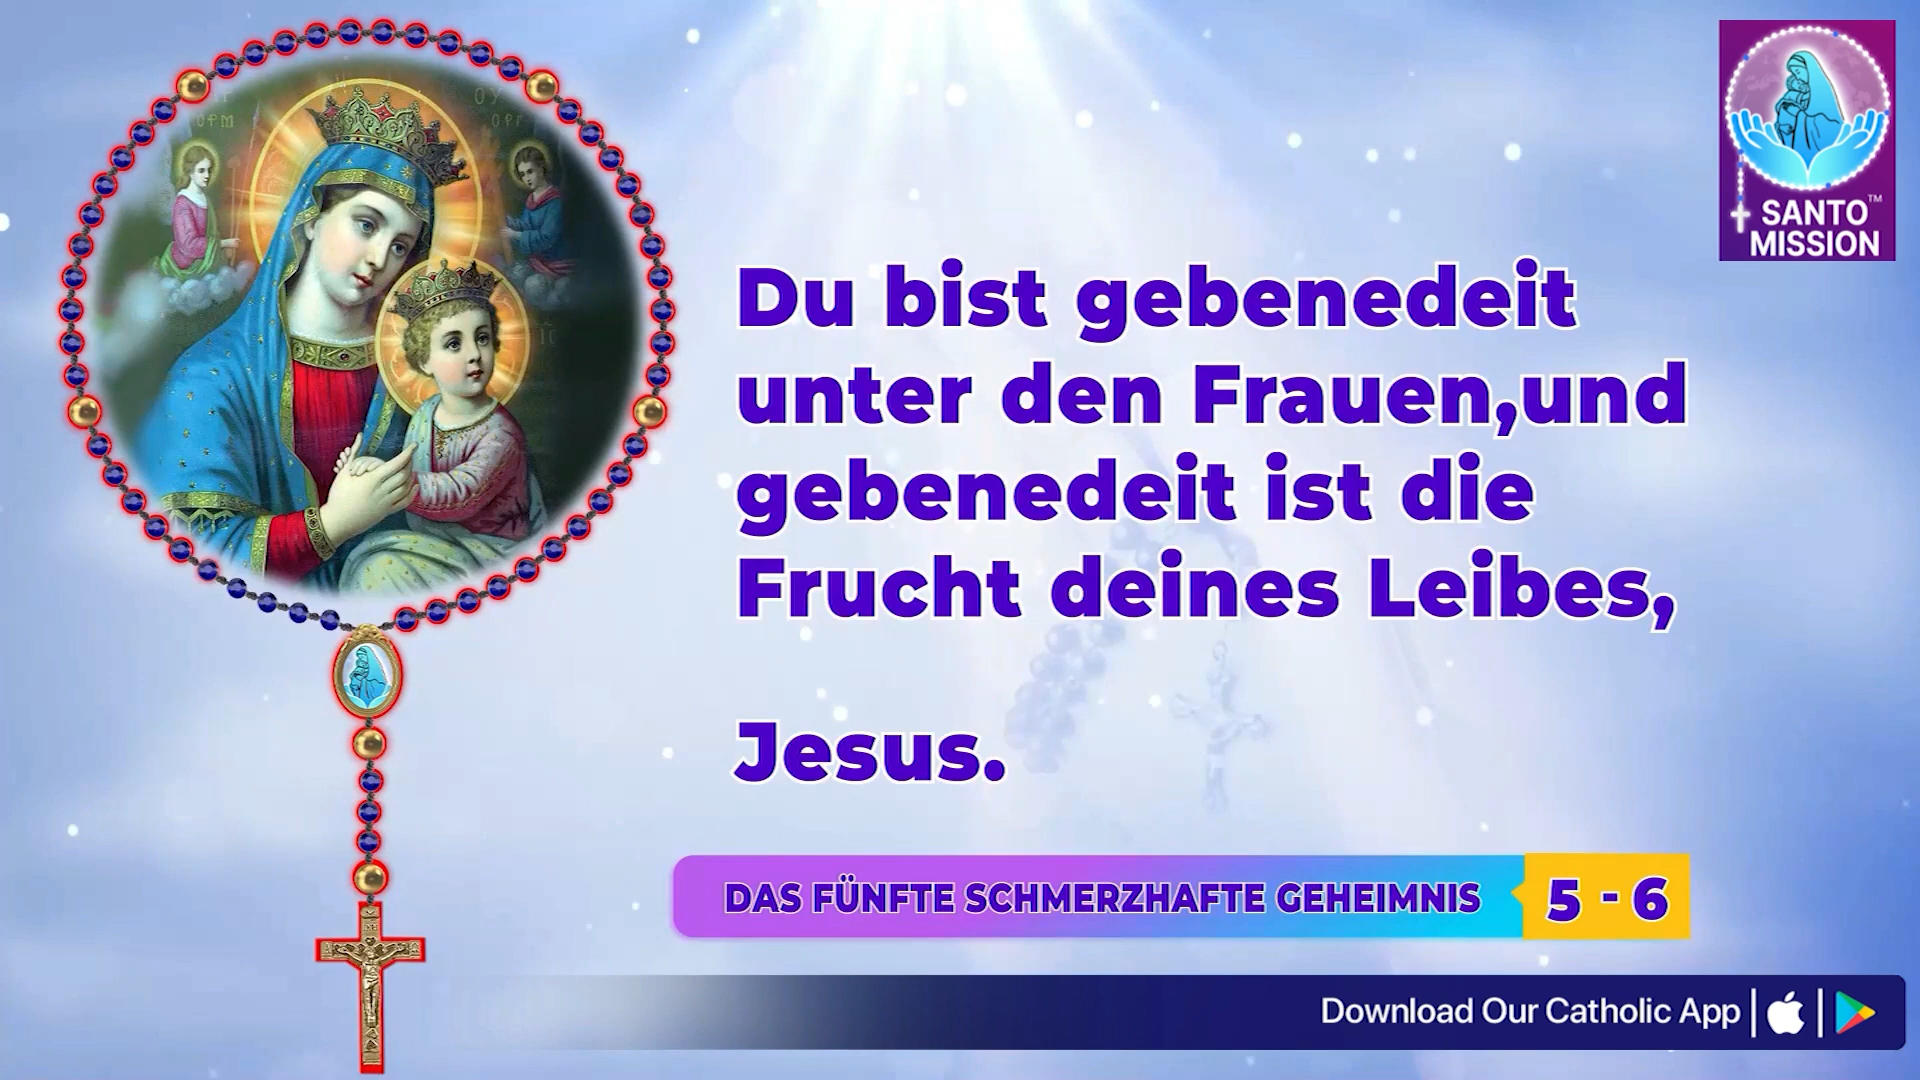 SANTO™
MISSION
Du bist gebenedeit
unter den Frauen,und
gebenedeit ist die
Frucht deines Leibes,
Jesus.
DAS FÜNFTE SCHMERZHAFTE GEHEIMNIS 5 - 6
Download Our Catholic App